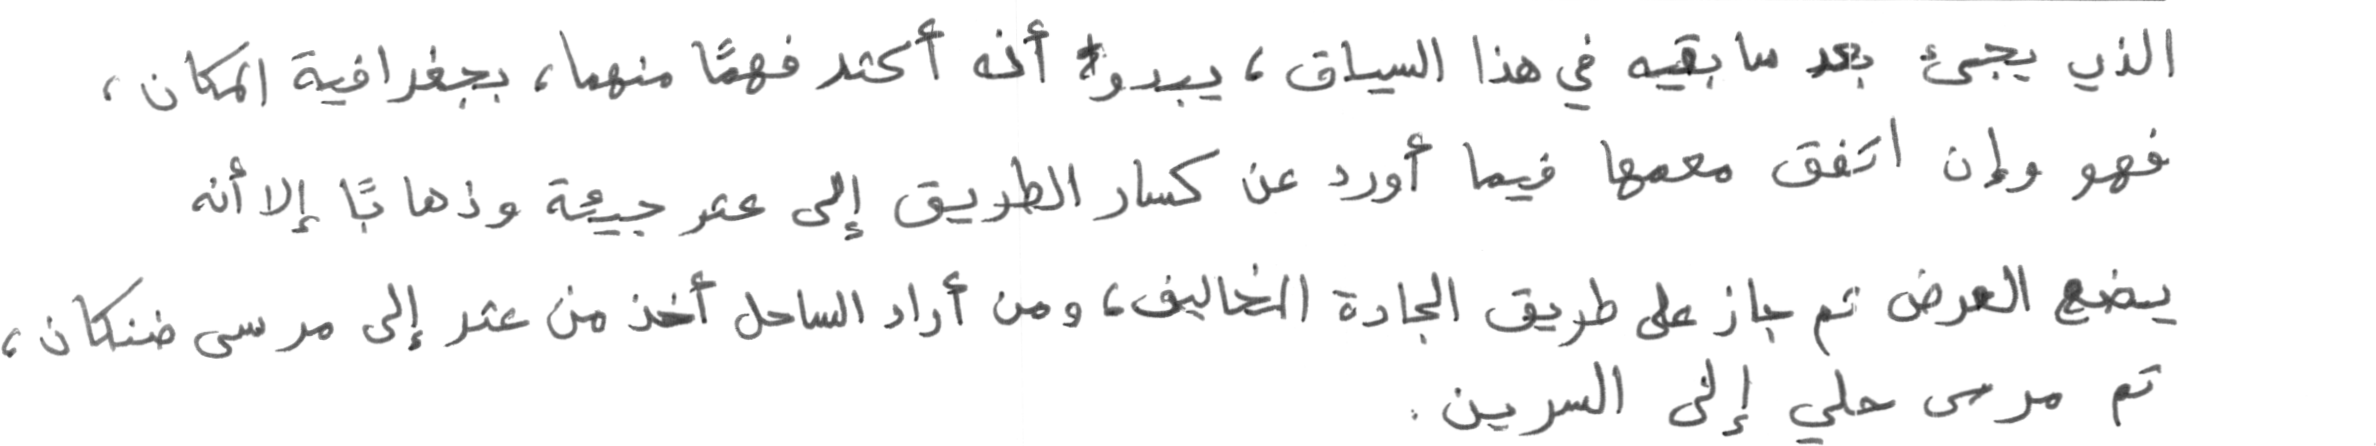 الذي يجئ بعد سابقيه في هذا السياق، يبدو أنه أكثر فهمًا منهما، بجغرافية المكان،
فهو وإن اتفق معهما فيما أورد عن كسار الطريق إلى عثر جيئة وذهابًا إلا أنه
يضع العرض ثم جاز على طريق الجادة الخاليف، ومن أراد الساحل أخذ من عثر إلى مرسى ضنكان،
ثم مرسى حلي إلى السرين.